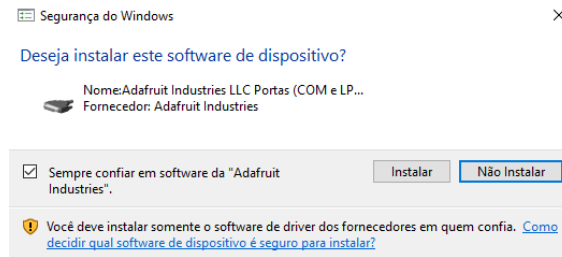 Segurança do Windows
Deseja instalar este software de dispositivo?
Nome:Adafruit Industries LLC Portas (COM e LP...
Fornecedor: Adafruit Industries
Sempre confiar em software da "Adafruit
Industries".
Instalar
Não Instalar
Você deve instalar somente o software de driver dos fornecedores em quem confia. Como
decidir qual software de dispositivo é seguro para instalar?